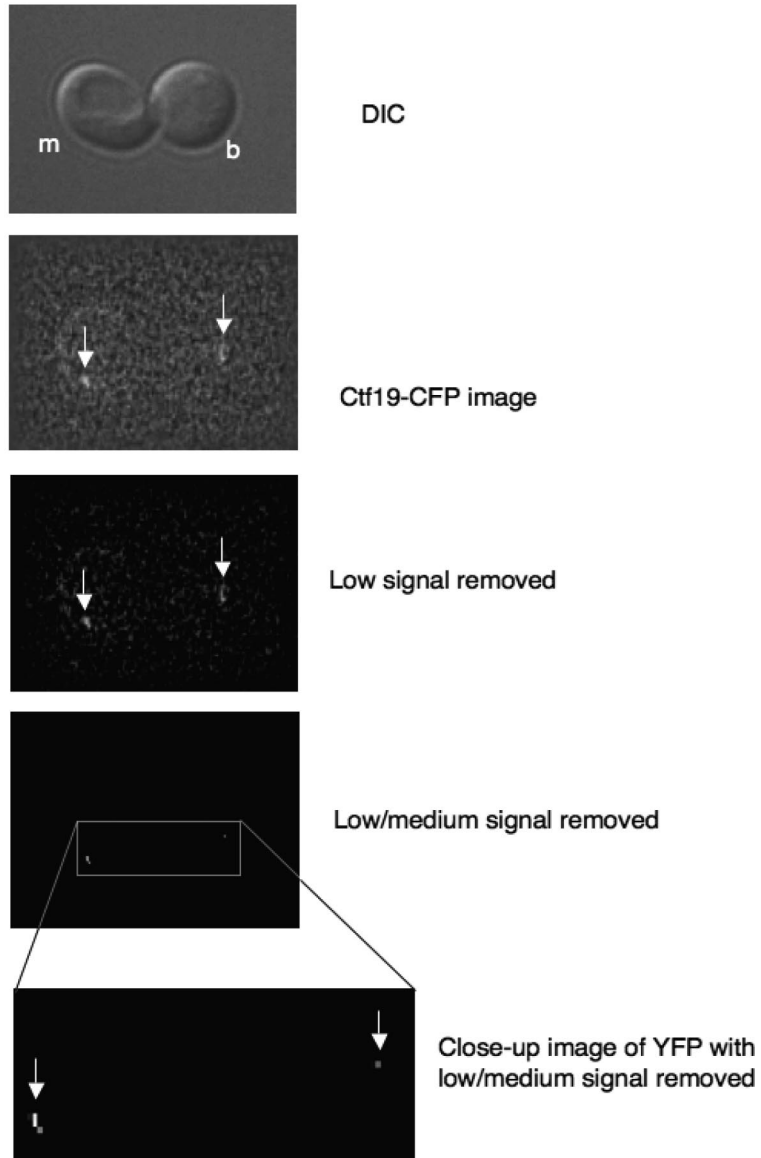 DIC
m
b
Ctf19-CFP image
Low signal removed
Low/medium signal removed
Close-up image of YFP with
low/medium signal removed